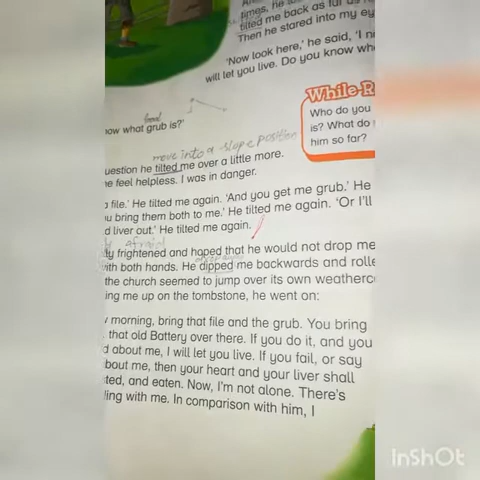 times, he
tilted me back as far as
Then he stared into my ey
'Now look here,' he said, 'I
will let you live. Do you know wh
food
ow what grub is?'
While-R
Who do you
is? What do
him so far?
move into a slope position
uestion he tilted me over a little more.
e feel helpless. I was in danger.
file.' He tilted me again. 'And you get me grub.' He
u bring them both to me.' He tilted me again. 'Or I'll
d liver out.' He tilted me again.
afraid
ly frightened and hoped that he would not drop me
ith both hands. He dipped me backwards and rolle
the church seemed to jump over its own weatherc
ing me up on the tombstone, he went on:
morning, bring that file and the grub. You bring
that old Battery over there. If you do it, and you
d about me, I will let you live. If you fail, or say
bout me, then your heart and your liver shall
sted, and eaten. Now, I'm not alone. There's
ding with me. In comparison with him, I
InShOt